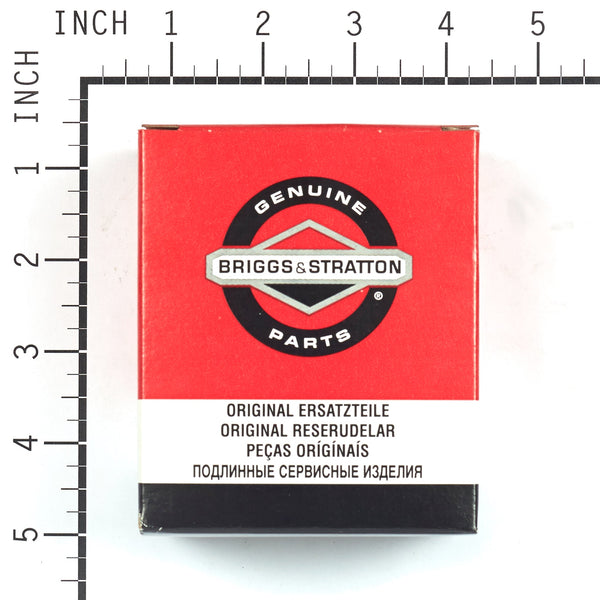 INCH 1 2 3 4 5
INCH
1
2
3
4
5
GENUINE
BRIGGS & STRATTON
®
PARTS
ORIGINAL ERSATZTEILE
ORIGINAL RESERUDELAR
PEÇAS ORÍGÍNAÍS
ПОДЛИННЫЕ СЕРВИСНЫЕ ИЗДЕЛИЯ